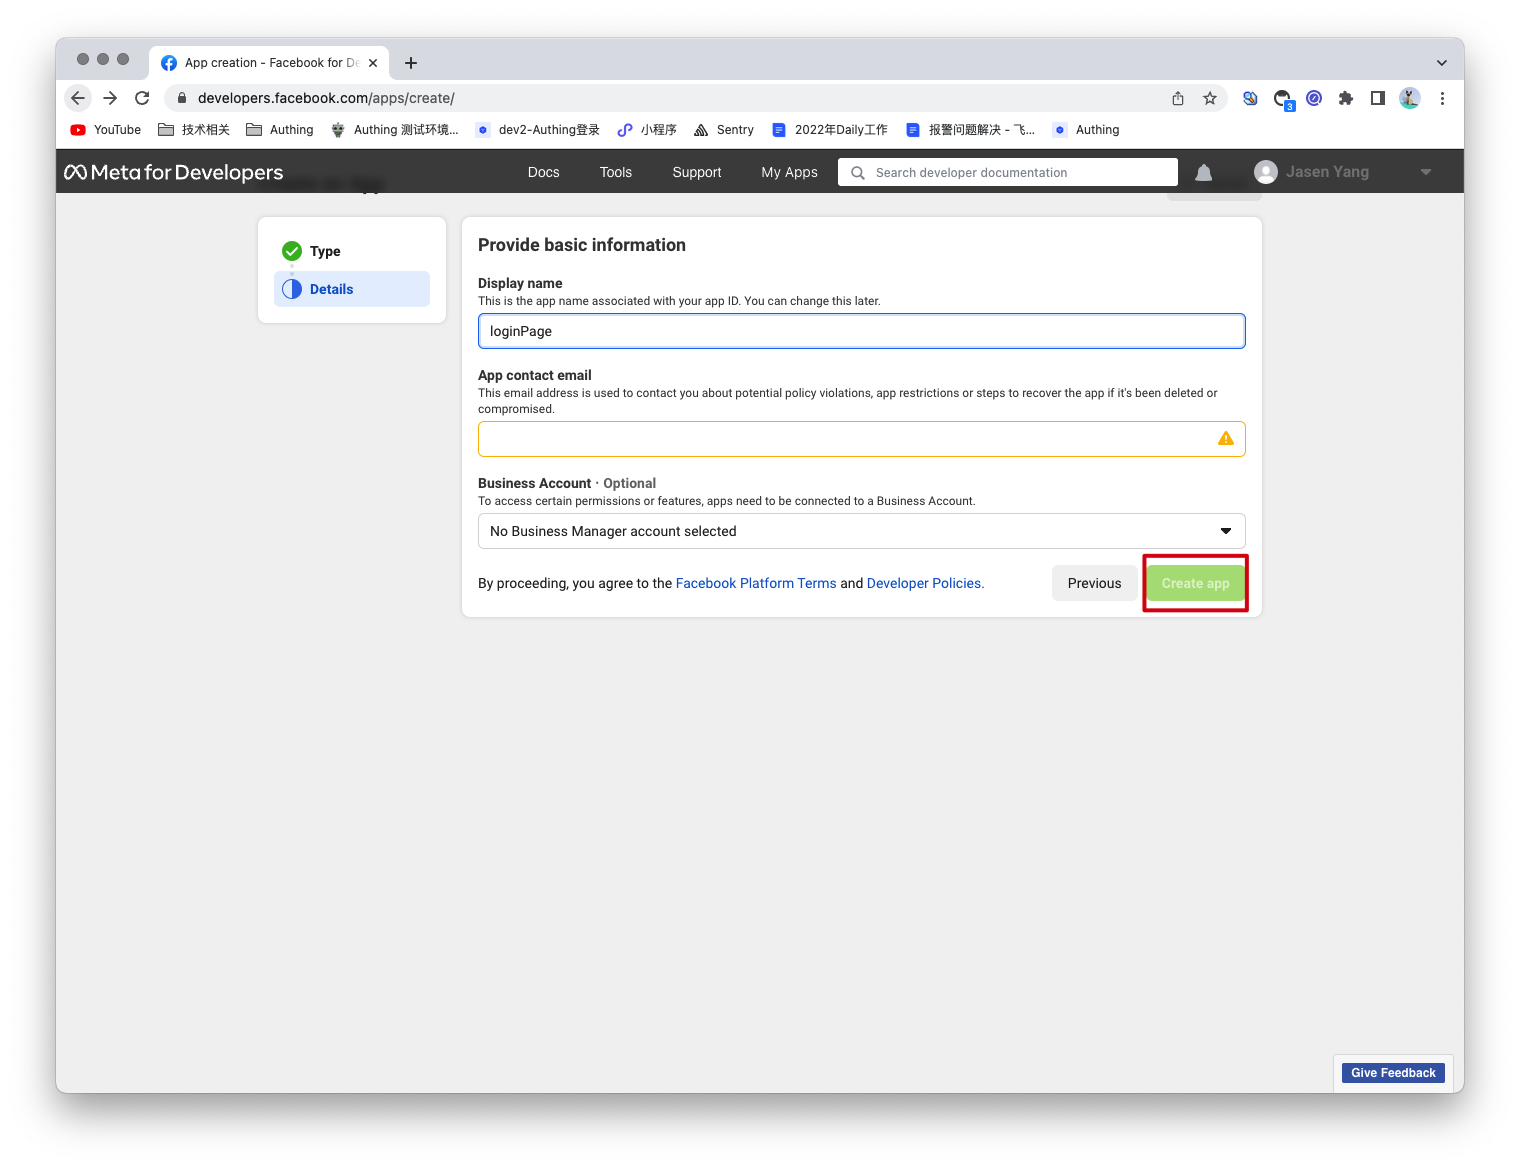 App creation - Facebook for De
developers.facebook.com/apps/create/
YouTube 技术相关 Authing Authing 测试环境... dev2-Authing登录 小程序 Sentry 2022年Daily工作 报警问题解决 - 飞... Authing
3
Meta for Developers Docs Tools Support My Apps Search developer documentation Jasen Yang
Type
Details
Provide basic information
Display name
This is the app name associated with your app ID. You can change this later.
loginPage
App contact email
This email address is used to contact you about potential policy violations, app restrictions or steps to recover the app if it's been deleted or
compromised.
Business Account · Optional
To access certain permissions or features, apps need to be connected to a Business Account.
No Business Manager account selected
By proceeding, you agree to the Facebook Platform Terms and Developer Policies.
Previous Create app
Give Feedback